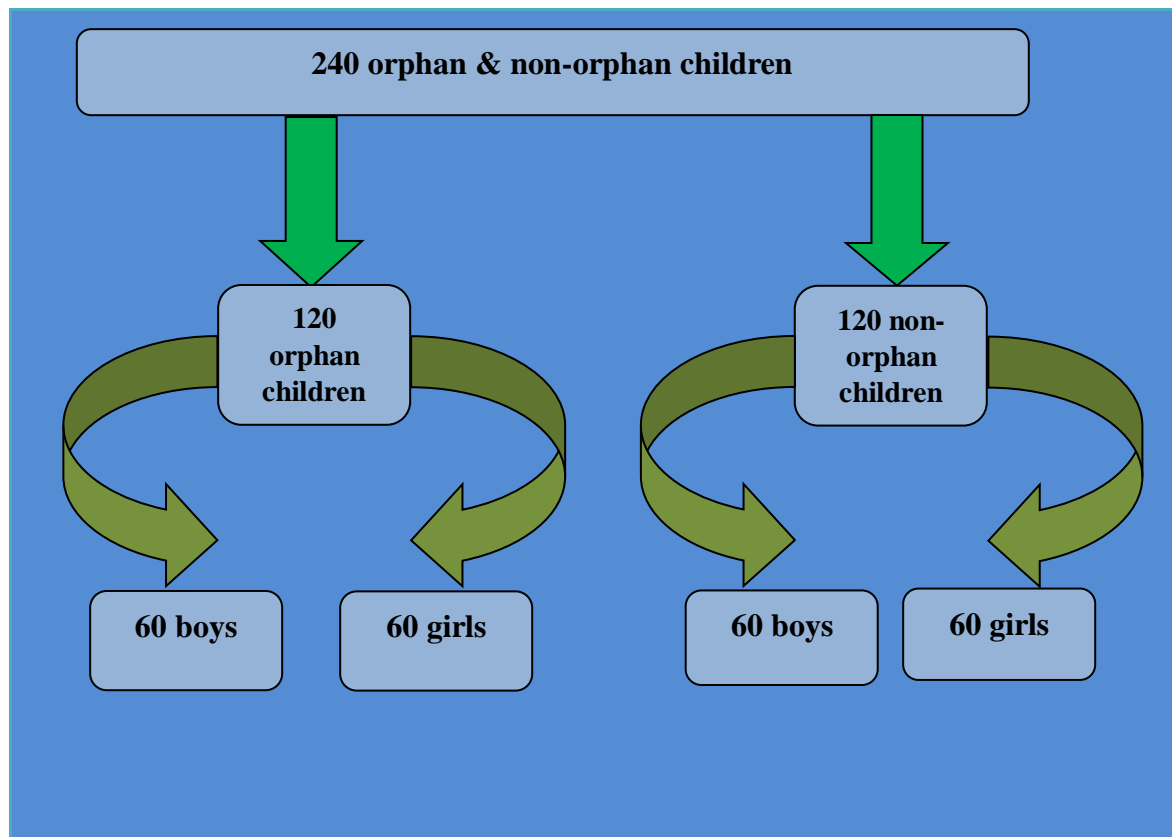 240 orphan & non-orphan children
120
orphan
children
120 non-
orphan
children
60 boys
60 girls
60 boys
60 girls